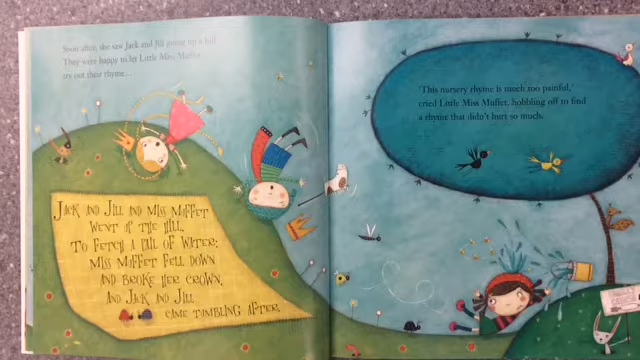 Soon after, she saw Jack and Jill going up a hill.
They were happy to let Little Miss Muffet
try out their rhyme...
JACK AND JILL AND MISS MUFFET
WENT UP THE HILL,
TO FETCH A PAIL OF WATER;
MISS MUFFET FELL DOWN
AND BROKE HER CROWN,
AND JACK AND JILL
CAME TUMBLING AFTER.
'This nursery rhyme is much too painful,'
cried Little Miss Muffet, hobbling off to find
a rhyme that didn't hurt so much.